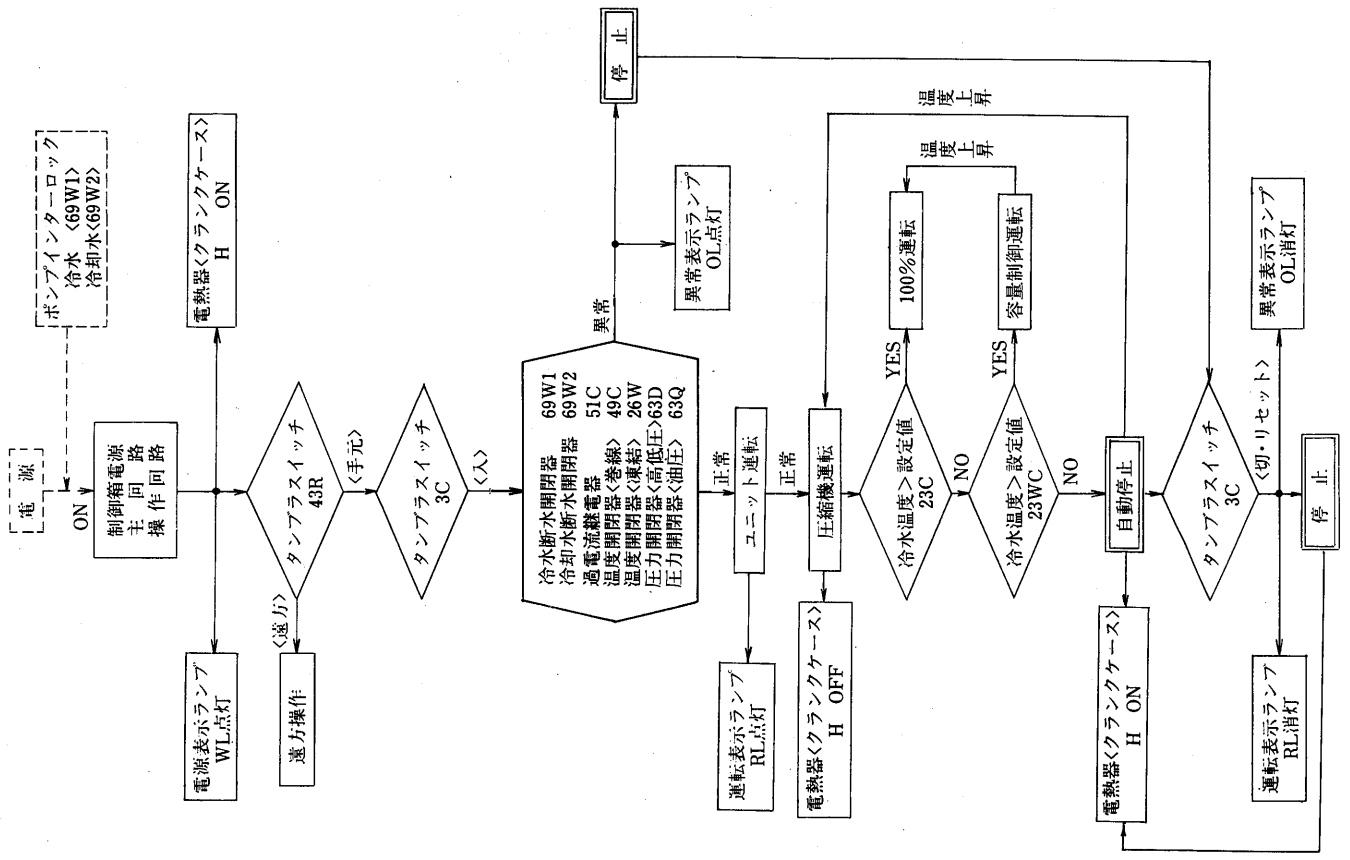 電　源
ON
ポンプインターロック
冷水 <69W1>
冷却水<69W2>
制御箱電源
主　回　路
操作回路
電源表示ランプ
WL点灯
電熱器<クランクケース>
H　ON
タンブラスイッチ
43R
<遠方>
遠方操作
<手元>
タンブラスイッチ
3C
<入>
冷水断水開閉器 69W1
冷却水断水開閉器 69W2
過電流継電器 51C
温度開閉器<巻線> 49C
温度開閉器<凍結> 26W
圧力開閉器<高低圧>63D
圧力開閉器<油圧> 63Q
異常
停　止
異常表示ランプ
OL点灯
正常
ユニット運転
運転表示ランプ
RL点灯
正常
圧縮機運転
電熱器<クランクケース>
H　OFF
冷水温度>設定値
23C
YES
100%運転
温度上昇
温度上昇
NO
冷水温度>設定値
23WC
YES
容量制御運転
NO
自動停止
電熱器<クランクケース>
H　ON
タンブラスイッチ
3C
<切・リセット>
運転表示ランプ
RL消灯
停　止
異常表示ランプ
OL消灯